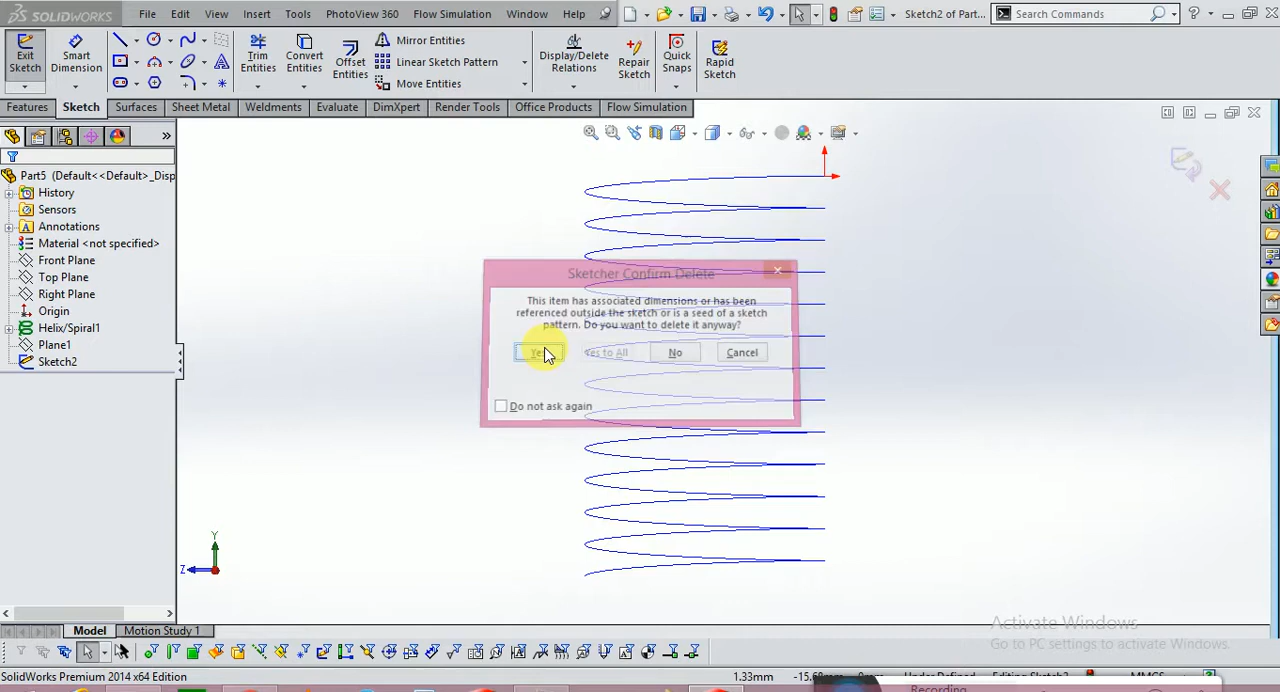 SOLIDWORKS File Edit View Insert Tools PhotoView 360 Flow Simulation Window Help Sketch2 of Part... Search Commands
Exit Sketch
Smart Dimension
Trim Entities
Convert Entities
Offset Entities
Mirror Entities
Linear Sketch Pattern
Move Entities
Display/Delete Relations
Repair Sketch
Quick Snaps
Rapid Sketch
Features Sketch Surfaces Sheet Metal Weldments Evaluate DimXpert Render Tools Office Products Flow Simulation
Part5 (Default<<Default>_Disp
History
Sensors
Annotations
Material <not specified>
Front Plane
Top Plane
Right Plane
Origin
Helix/Spiral1
Plane1
Sketch2
Sketcher Confirm Delete
This item has associated dimensions or has been
referenced outside the sketch or is a seed of a sketch
pattern. Do you want to delete it anyway?
Yes Yes to All No Cancel
Do not ask again
Y
Z
Activate Windows
Go to PC settings to activate Windows.
Model Motion Study 1
SolidWorks Premium 2014 x64 Edition 1.33mm Under Defined Editing Sketch2 MMGS
Recording